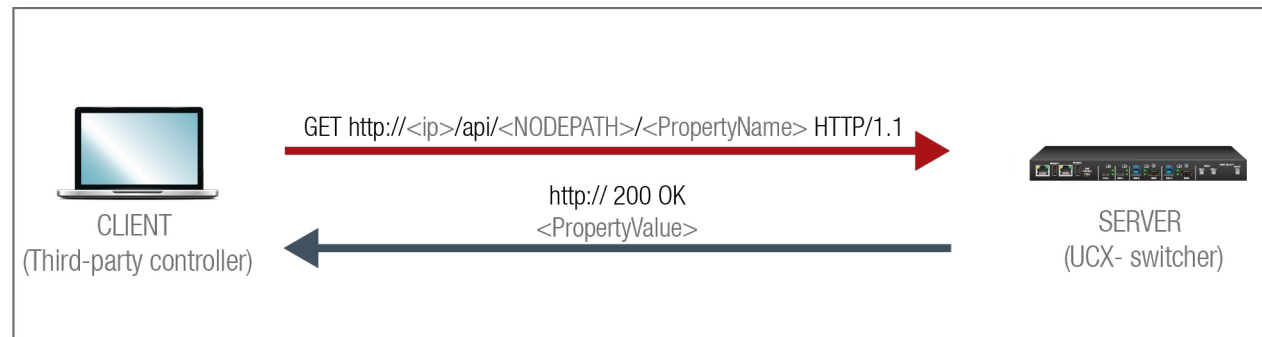 GET http://<ip>/api/<NODEPATH>/<PropertyName> HTTP/1.1
http:// 200 OK
<PropertyValue>
CLIENT
(Third-party controller)
SERVER
(UCX- switcher)